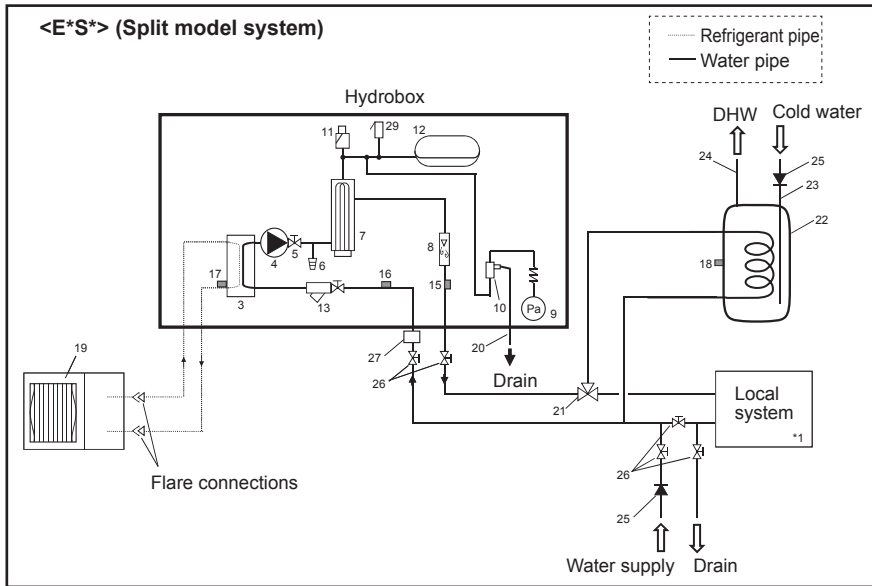 <E*S*> (Split model system)
Refrigerant pipe
Water pipe
Hydrobox
DHW
Cold water
11
29
12
24
25
23
22
7
8
4
5
6
17
3
13
16
15
18
10
Pa
9
20
27
26
Drain
21
19
Local
system
*1
26
Flare connections
25
Water supply
Drain